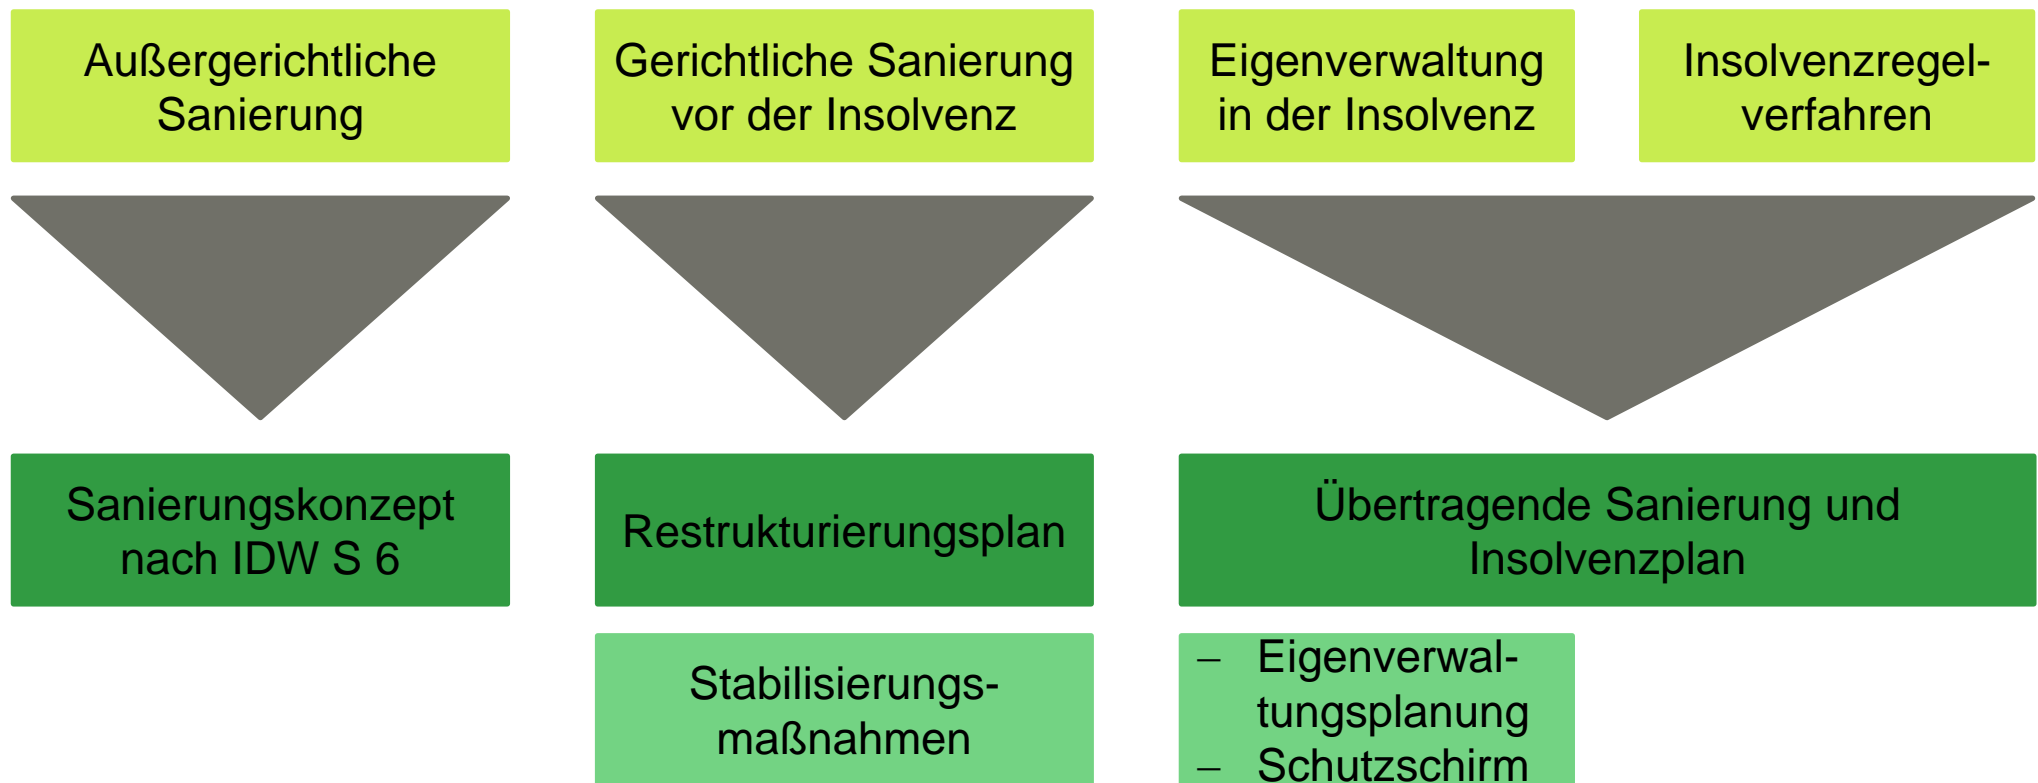 Außergerichtliche
Sanierung
Gerichtliche Sanierung
vor der Insolvenz
Eigenverwaltung
in der Insolvenz
Insolvenzregel-
verfahren
Sanierungskonzept
nach IDW S 6
Restrukturierungsplan
Übertragende Sanierung und
Insolvenzplan
Stabilisierungs-
maßnahmen
– Eigenverwal-
tungsplanung
– Schutzschirm